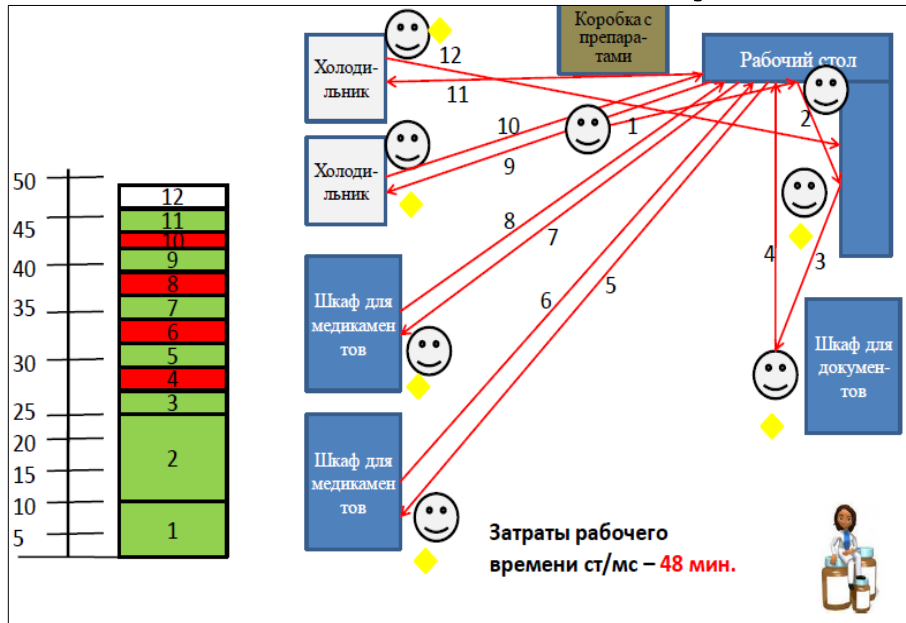 Коробка с
препара-
тами
Рабочий стол
Холоди-
льник
12
11
2
10
1
9
Холоди-
льник
8
7
4
3
6
5
Шкаф для
медикамен
тов
Шкаф для
докумен-
тов
Шкаф для
медикамен
тов
50
45
40
35
30
25
20
15
10
5
12
11
10
9
8
7
6
5
4
3
2
1
Затраты рабочего
времени ст/мс – 48 мин.